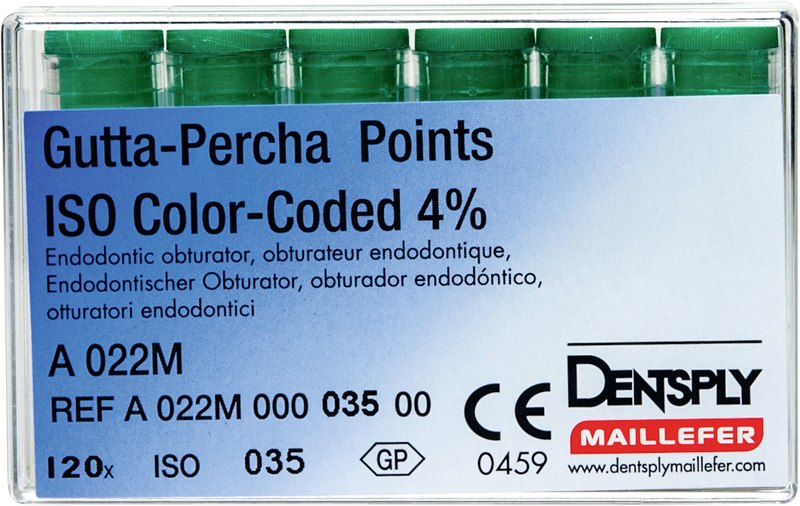 Gutta-Percha Points
ISO Color-Coded 4%
Endodontic obturator, obturateur endodontique,
Endodontischer Obturator, obturador endodóntico,
otturatori endodontici
A 022M
REF A 022M 000 035 00
120x ISO 035 GP
CE
0459
DENTSPLY
MAILLEFER
www.dentsplymaillefer.com